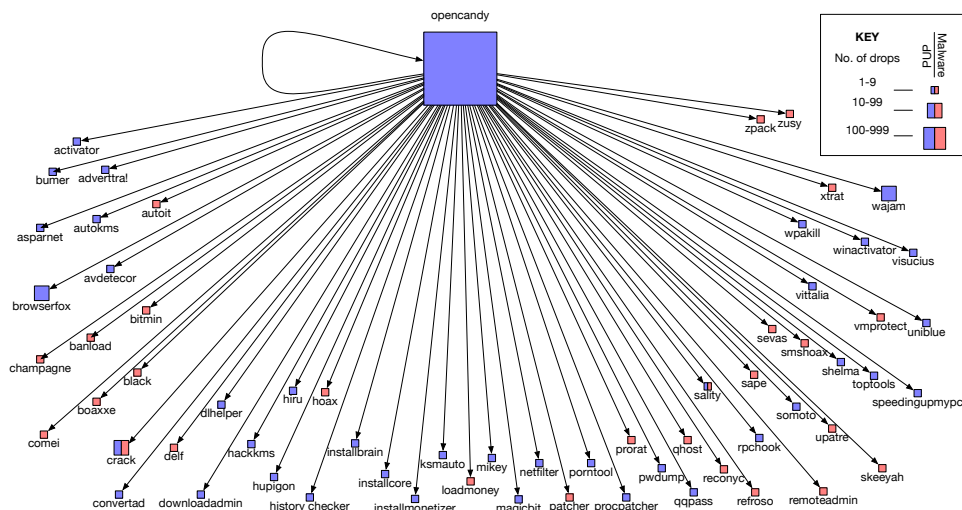 opencandy
KEY
No. of drops
PUP
Malware
1-9
10-99
100-999
zpack
zusy
activator
bumer
adverttra!
autoit
xtrat
wajam
asparnet
autokms
wpakill
winactivator
visucius
avdetecor
browserfox
vittalia
bitmin
vmprotect
uniblue
banload
sevas
smshoax
champagne
black
sape
shelma
toptools
boaxxe
dlhelper
hiru
hoax
sality
somoto
speedingupmypc
comei
crack
delf
hackkms
installbrain
ksmauto
mikey
netfilter
porntool
prorat
qhost
rpchook
upatre
skeeyah
convertad
downloadadmin
hupigon
history checker
installcore
installmonetizer
loadmoney
magicbit
patcher
procpatcher
pwdump
qqpass
reconyc
refroso
remoteadmin